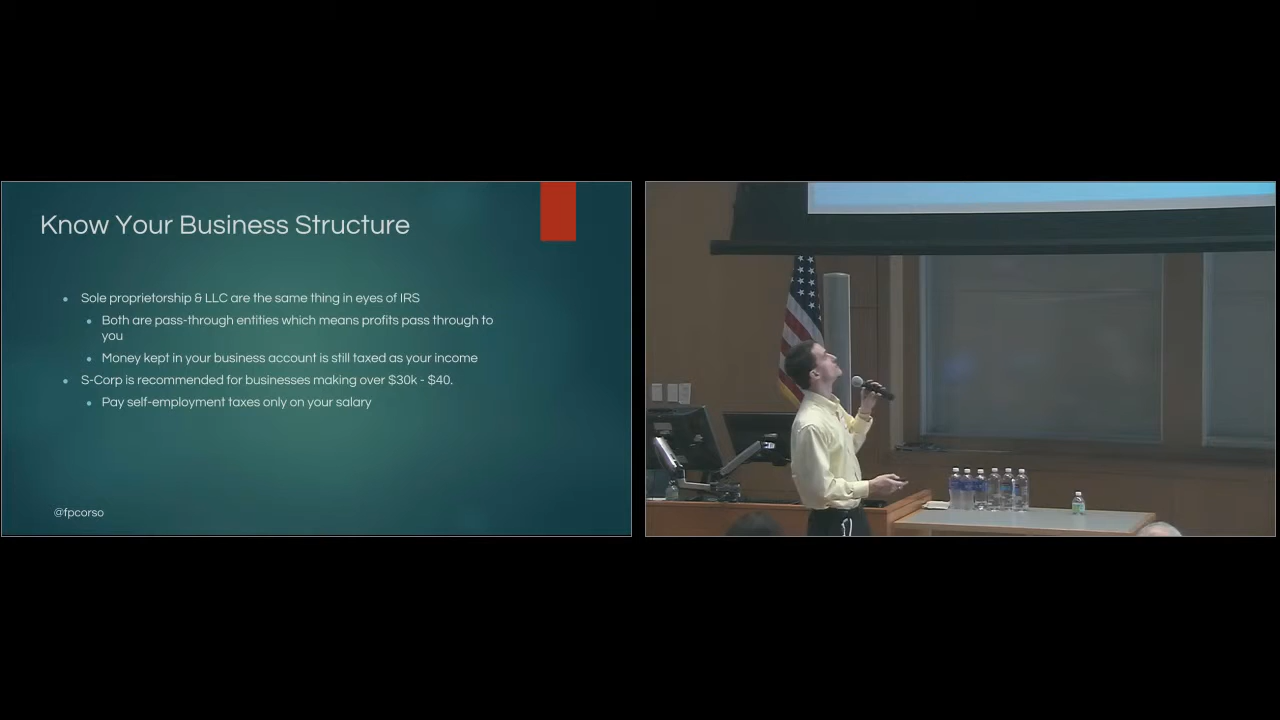 Know Your Business Structure
Sole proprietorship & LLC are the same thing in eyes of IRS
Both are pass-through entities which means profits pass through to
you
Money kept in your business account is still taxed as your income
S-Corp is recommended for businesses making over $30k - $40.
Pay self-employment taxes only on your salary
@fpcorso